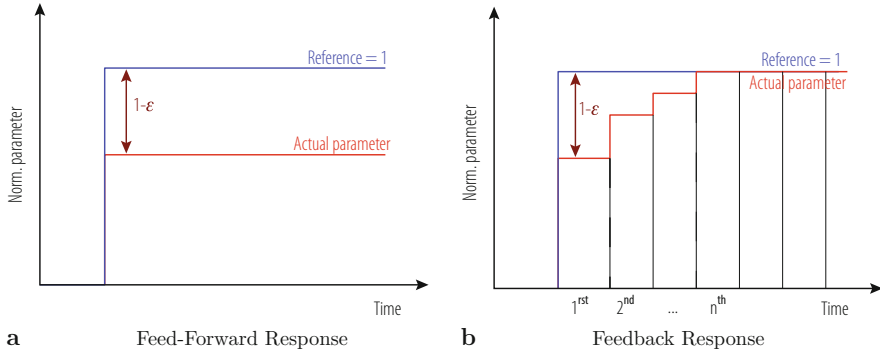 Norm. parameter
Reference = 1
1-ε
Actual parameter
Time
a Feed-Forward Response
Norm. parameter
Reference = 1
Actual parameter
1-ε
1rst 2nd ... nth Time
b Feedback Response